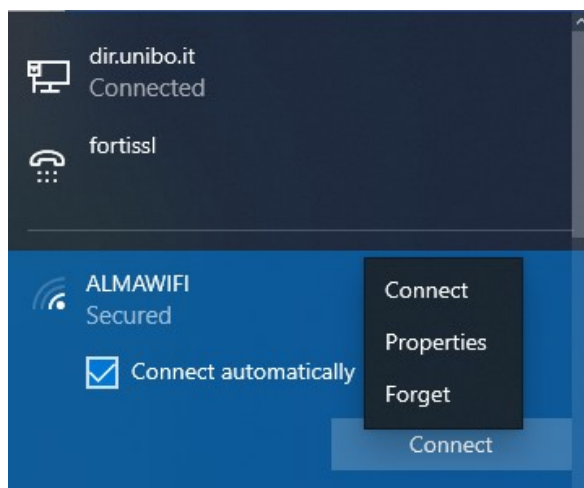 dir.unibo.it
Connected
fortissl
ALMAWIFI
Secured
Connect automatically
Connect
Properties
Forget
Connect